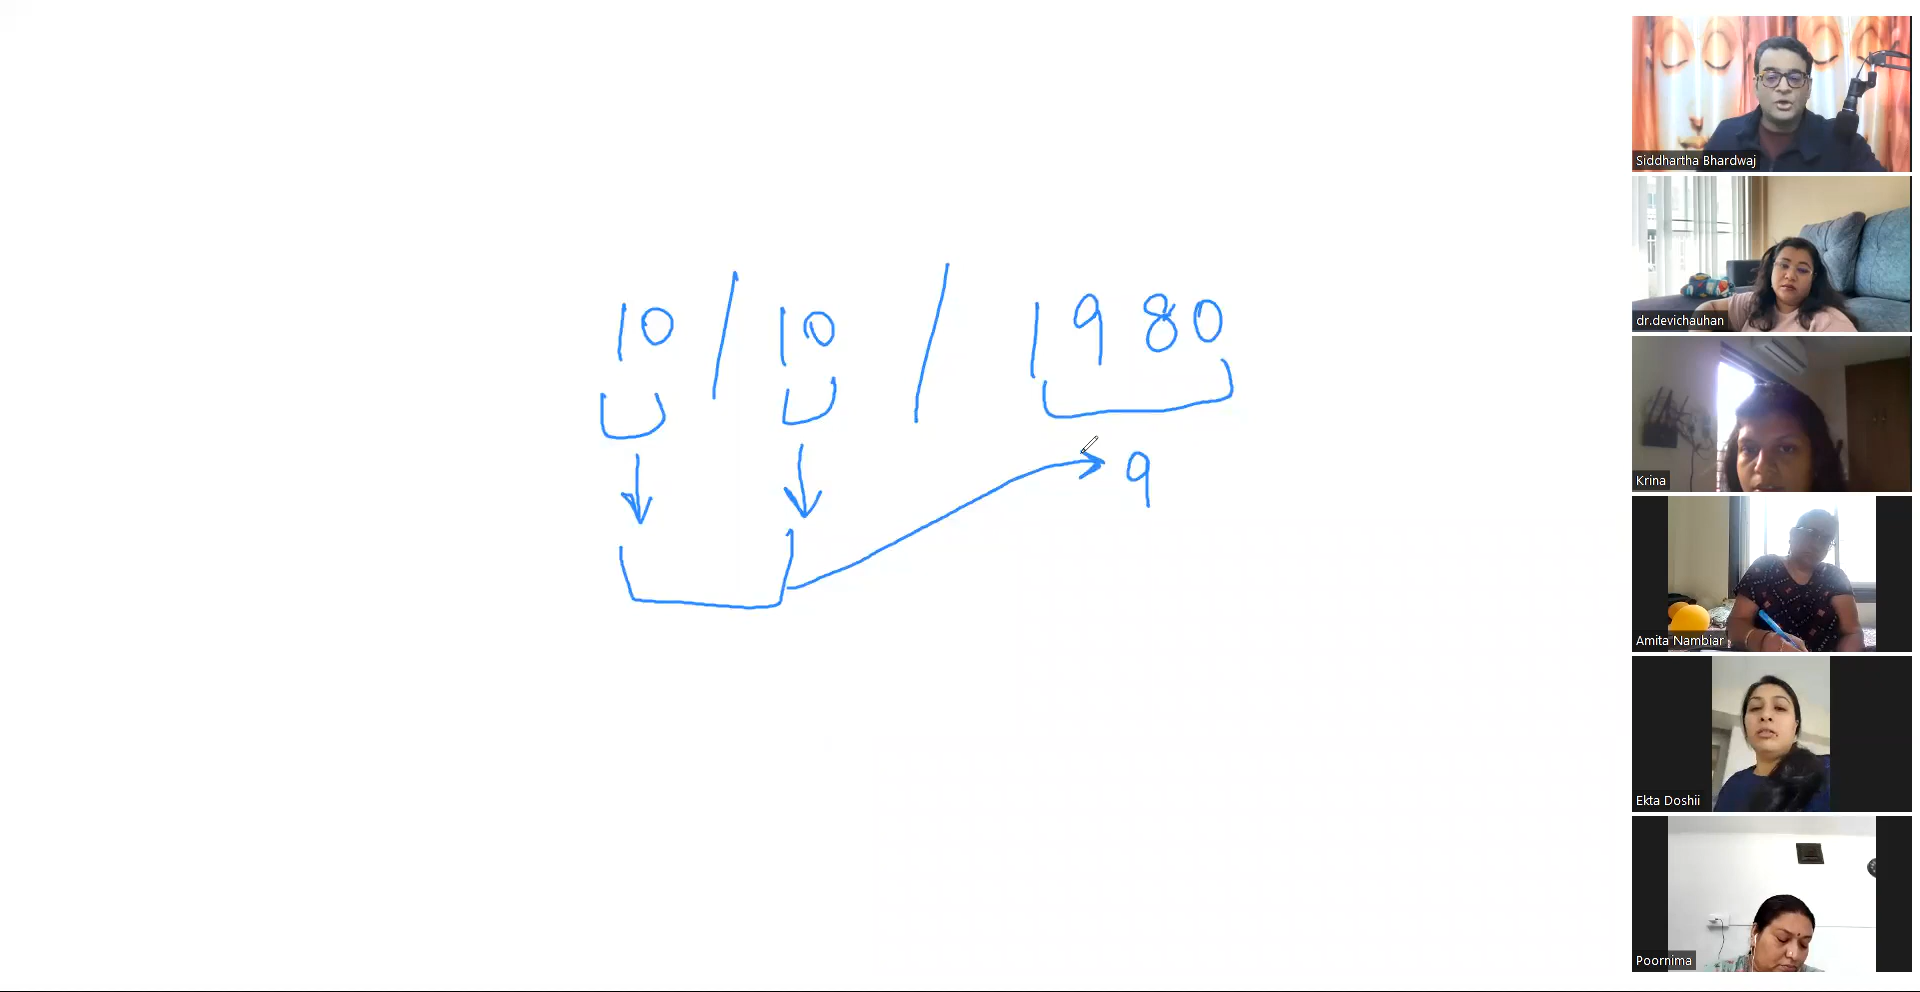 10 / 10 / 1980
9
Siddhartha Bhardwaj
dr.devichauhan
Krina
Amita Nambiar
Ekta Doshii
Poornima